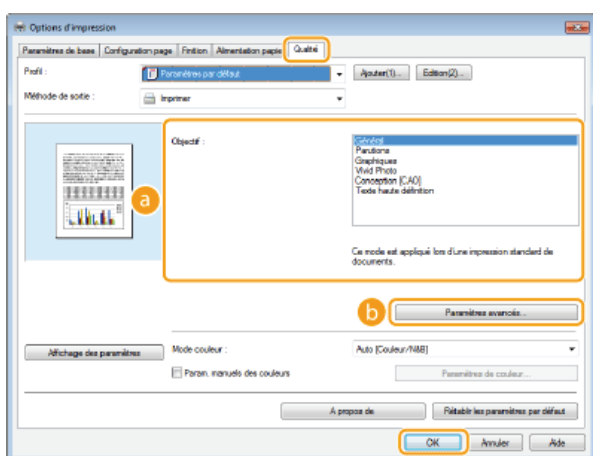 Options d'impression
Paramètres de base Configuration page Finition Alimentation papier Qualité
Profil : Paramètres par défaut Ajouter(1)... Edition(2)...
Méthode de sortie : Imprimer
Objectif :
Général
Parutions
Graphiques
Vivid Photo
Conception [CAO]
Texte haute définition
a
Ce mode est appliqué lors d'une impression standard de
documents.
b Paramètres avancés...
Affichage des paramètres Mode couleur : Auto [Couleur/N&B]
Param. manuels des couleurs Paramètres de couleur...
A propos de Rétablir les paramètres par défaut
OK Annuler Aide